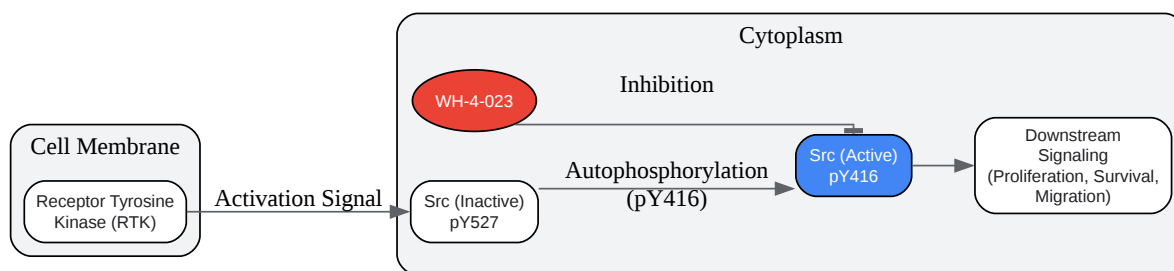 Cytoplasm
WH-4-023
Inhibition
Cell Membrane
Receptor Tyrosine
Kinase (RTK)
Activation Signal
Src (Inactive)
pY527
Autophosphorylation
(pY416)
Src (Active)
pY416
Downstream
Signaling
(Proliferation, Survival,
Migration)